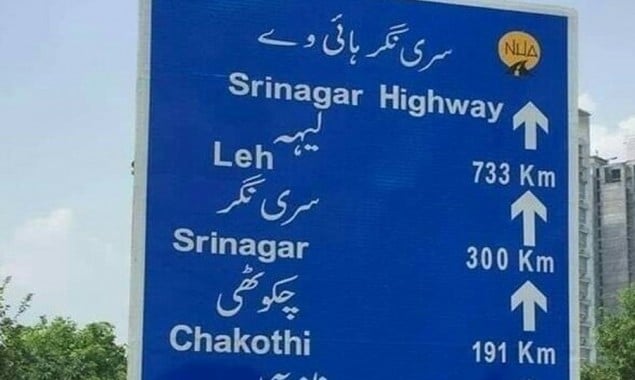 سری نگر ہائی وے
NHA
Srinagar Highway
لیہہ
Leh 733 Km
سری نگر
Srinagar 300 Km
چکوٹھی
Chakothi 191 Km